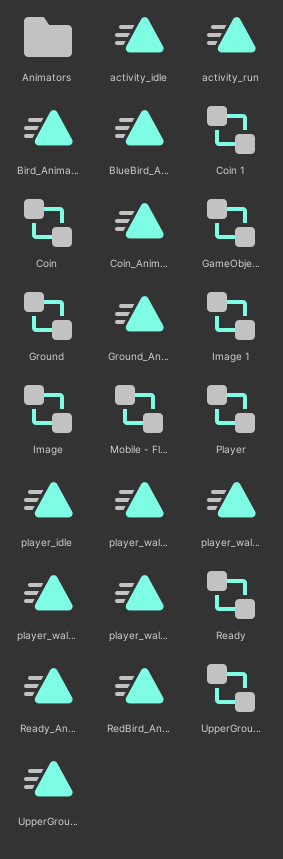 Animators
activity_idle
activity_run
Bird_Anima...
BlueBird_A...
Coin 1
Coin
Coin_Anim...
GameObje...
Ground
Ground_An...
Image 1
Image
Mobile - Fl...
Player
player_idle
player_wal...
player_wal...
player_wal...
player_wal...
Ready
Ready_An...
RedBird_An...
UpperGrou...
UpperGrou...